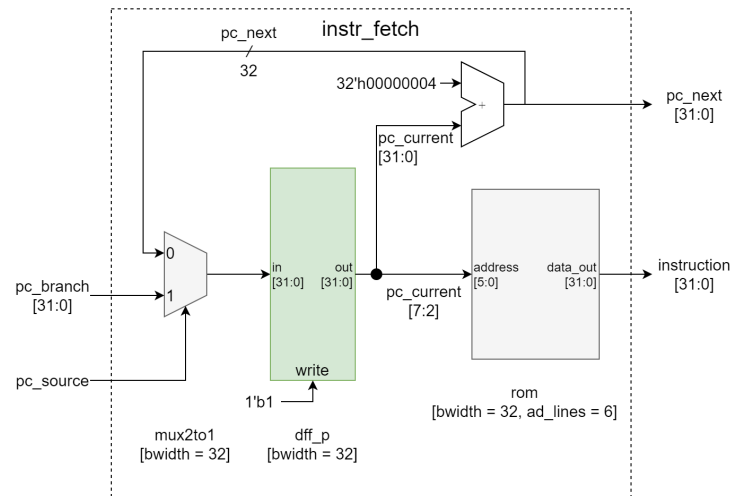 instr_fetch
pc_next
32
32'h00000004
+
pc_next
[31:0]
pc_current
[31:0]
0
1
in
[31:0]
out
[31:0]
write
address
[5:0]
data_out
[31:0]
instruction
[31:0]
pc_branch
[31:0]
pc_current
[7:2]
pc_source
1'b1
rom
[bwidth = 32, ad_lines = 6]
mux2to1
[bwidth = 32]
dff_p
[bwidth = 32]